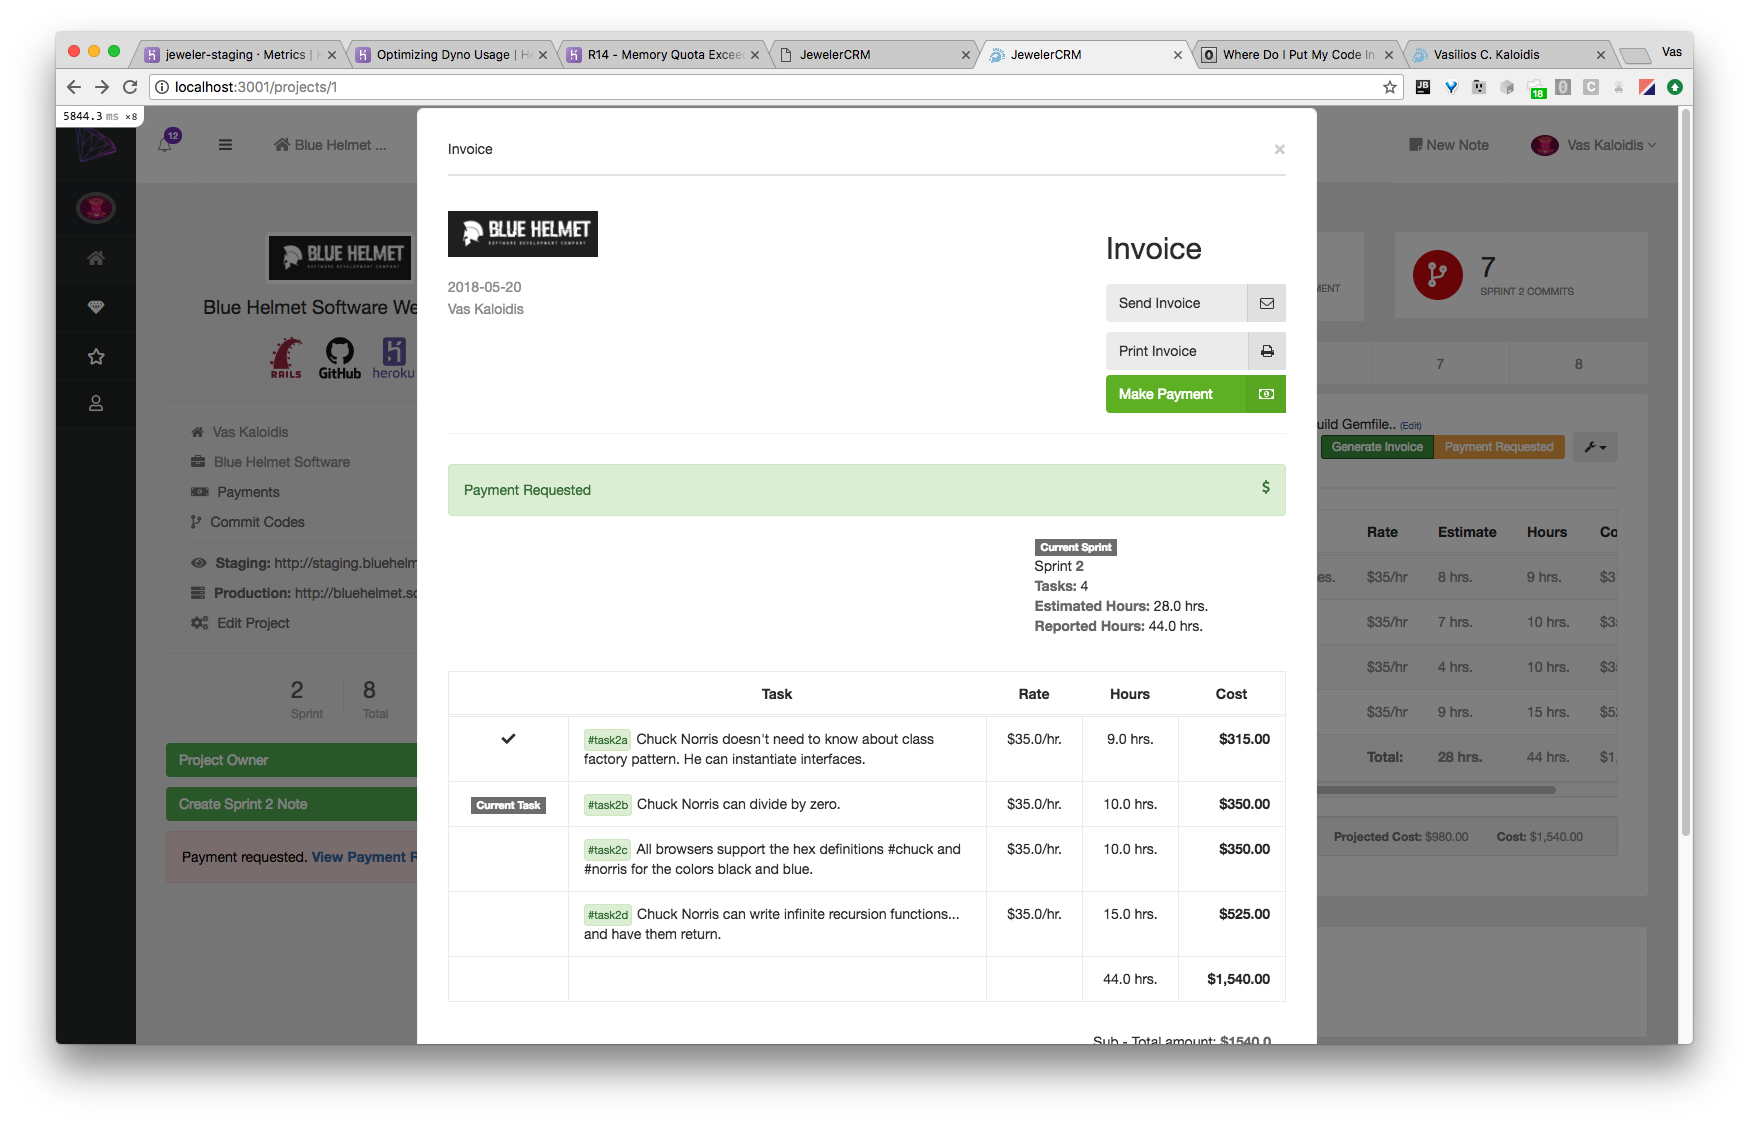 jeweler-staging · Metrics | H
Optimizing Dyno Usage | He
R14 - Memory Quota Exceed
JewelerCRM
JewelerCRM
Where Do I Put My Code In
Vasilios C. Kaloidis
Vas
localhost:3001/projects/1
18
5844.3 ms ×8
12
Blue Helmet ...
New Note
Vas Kaloidis
BLUE HELMET
SOFTWARE DEVELOPMENT COMPANY
Blue Helmet Software We
RAILS
GitHub
heroku
Vas Kaloidis
Blue Helmet Software
Payments
Commit Codes
Staging: http://staging.bluehelm
Production: http://bluehelmet.so
Edit Project
2
Sprint
8
Total
Project Owner
Create Sprint 2 Note
Payment requested. View Payment F
Invoice
×
BLUE HELMET
SOFTWARE DEVELOPMENT COMPANY
2018-05-20
Vas Kaloidis
Invoice
Send Invoice
Print Invoice
Make Payment
Payment Requested
$
Current Sprint
Sprint 2
Tasks: 4
Estimated Hours: 28.0 hrs.
Reported Hours: 44.0 hrs.
Task Rate Hours Cost
#task2a Chuck Norris doesn't need to know about class $35.0/hr. 9.0 hrs. $315.00
factory pattern. He can instantiate interfaces.
Current Task #task2b Chuck Norris can divide by zero. $35.0/hr. 10.0 hrs. $350.00
#task2c All browsers support the hex definitions #chuck and $35.0/hr. 10.0 hrs. $350.00
#norris for the colors black and blue.
#task2d Chuck Norris can write infinite recursion functions... $35.0/hr. 15.0 hrs. $525.00
and have them return.
44.0 hrs. $1,540.00
Sub - Total amount: $1540.0
MENT
7
SPRINT 2 COMMITS
7 8
uild Gemfile.. (Edit)
Generate Invoice Payment Requested
Rate Estimate Hours Co
es. $35/hr 8 hrs. 9 hrs. $3
$35/hr 7 hrs. 10 hrs. $3
$35/hr 4 hrs. 10 hrs. $3
$35/hr 9 hrs. 15 hrs. $5
Total: 28 hrs. 44 hrs. $1,
Projected Cost: $980.00 Cost: $1,540.00